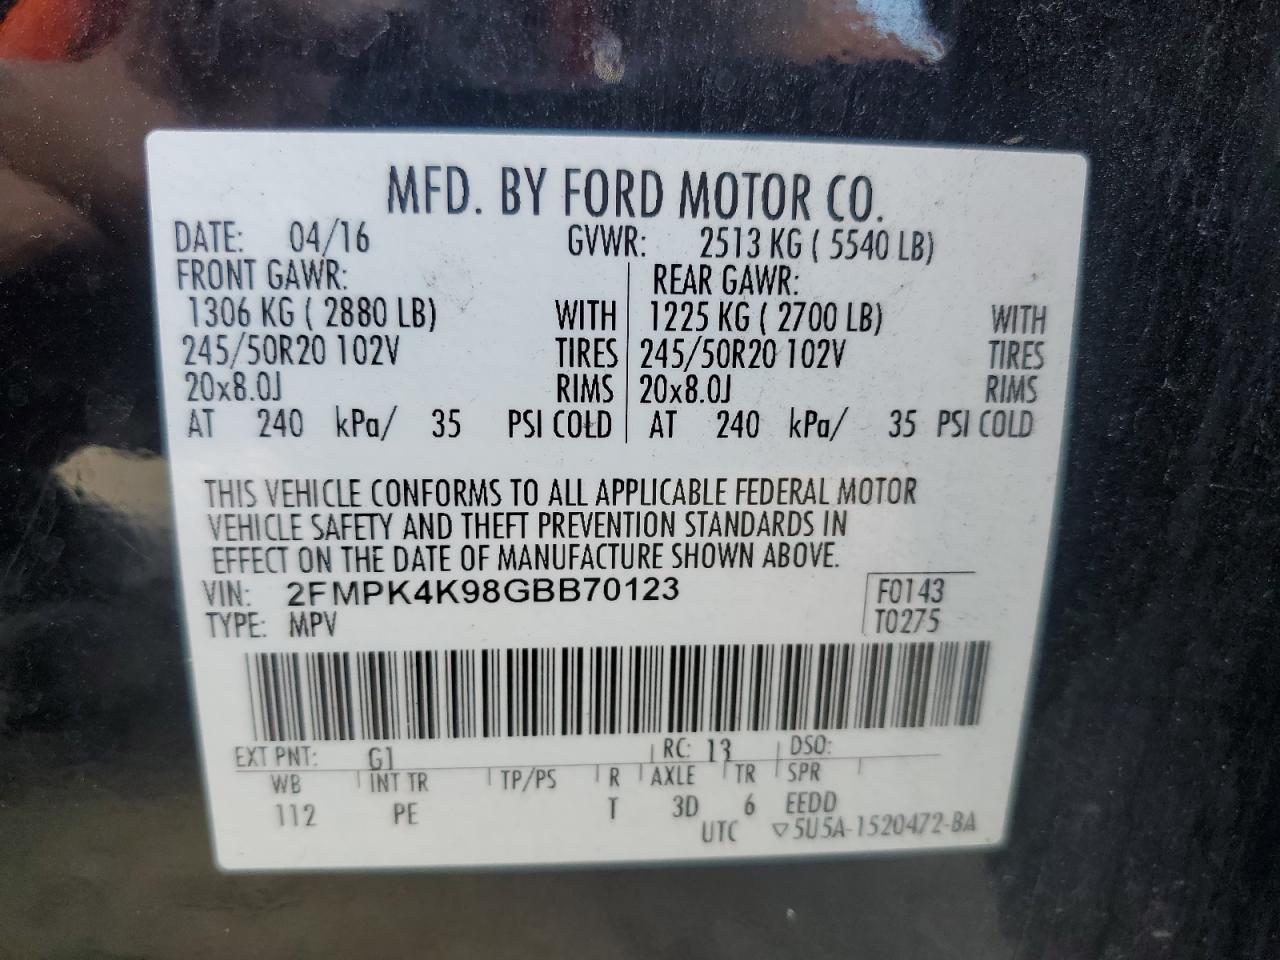 MFD. BY FORD MOTOR CO.
DATE: 04/16 GVWR: 2513 KG ( 5540 LB)
FRONT GAWR: REAR GAWR:
1306 KG ( 2880 LB) WITH 1225 KG ( 2700 LB) WITH
245/50R20 102V TIRES 245/50R20 102V TIRES
20x8.0J RIMS 20x8.0J RIMS
AT 240 kPa/ 35 PSI COLD AT 240 kPa/ 35 PSI COLD
THIS VEHICLE CONFORMS TO ALL APPLICABLE FEDERAL MOTOR
VEHICLE SAFETY AND THEFT PREVENTION STANDARDS IN
EFFECT ON THE DATE OF MANUFACTURE SHOWN ABOVE.
VIN: 2FMPK4K98GBB70123 F0143
TYPE: MPV T0275
EXT PNT: G1 RC: 13 DSO:
WB INT TR TP/PS R AXLE TR SPR
112 PE T 3D 6 EEDD
UTC ▽5U5A-1520472-BA